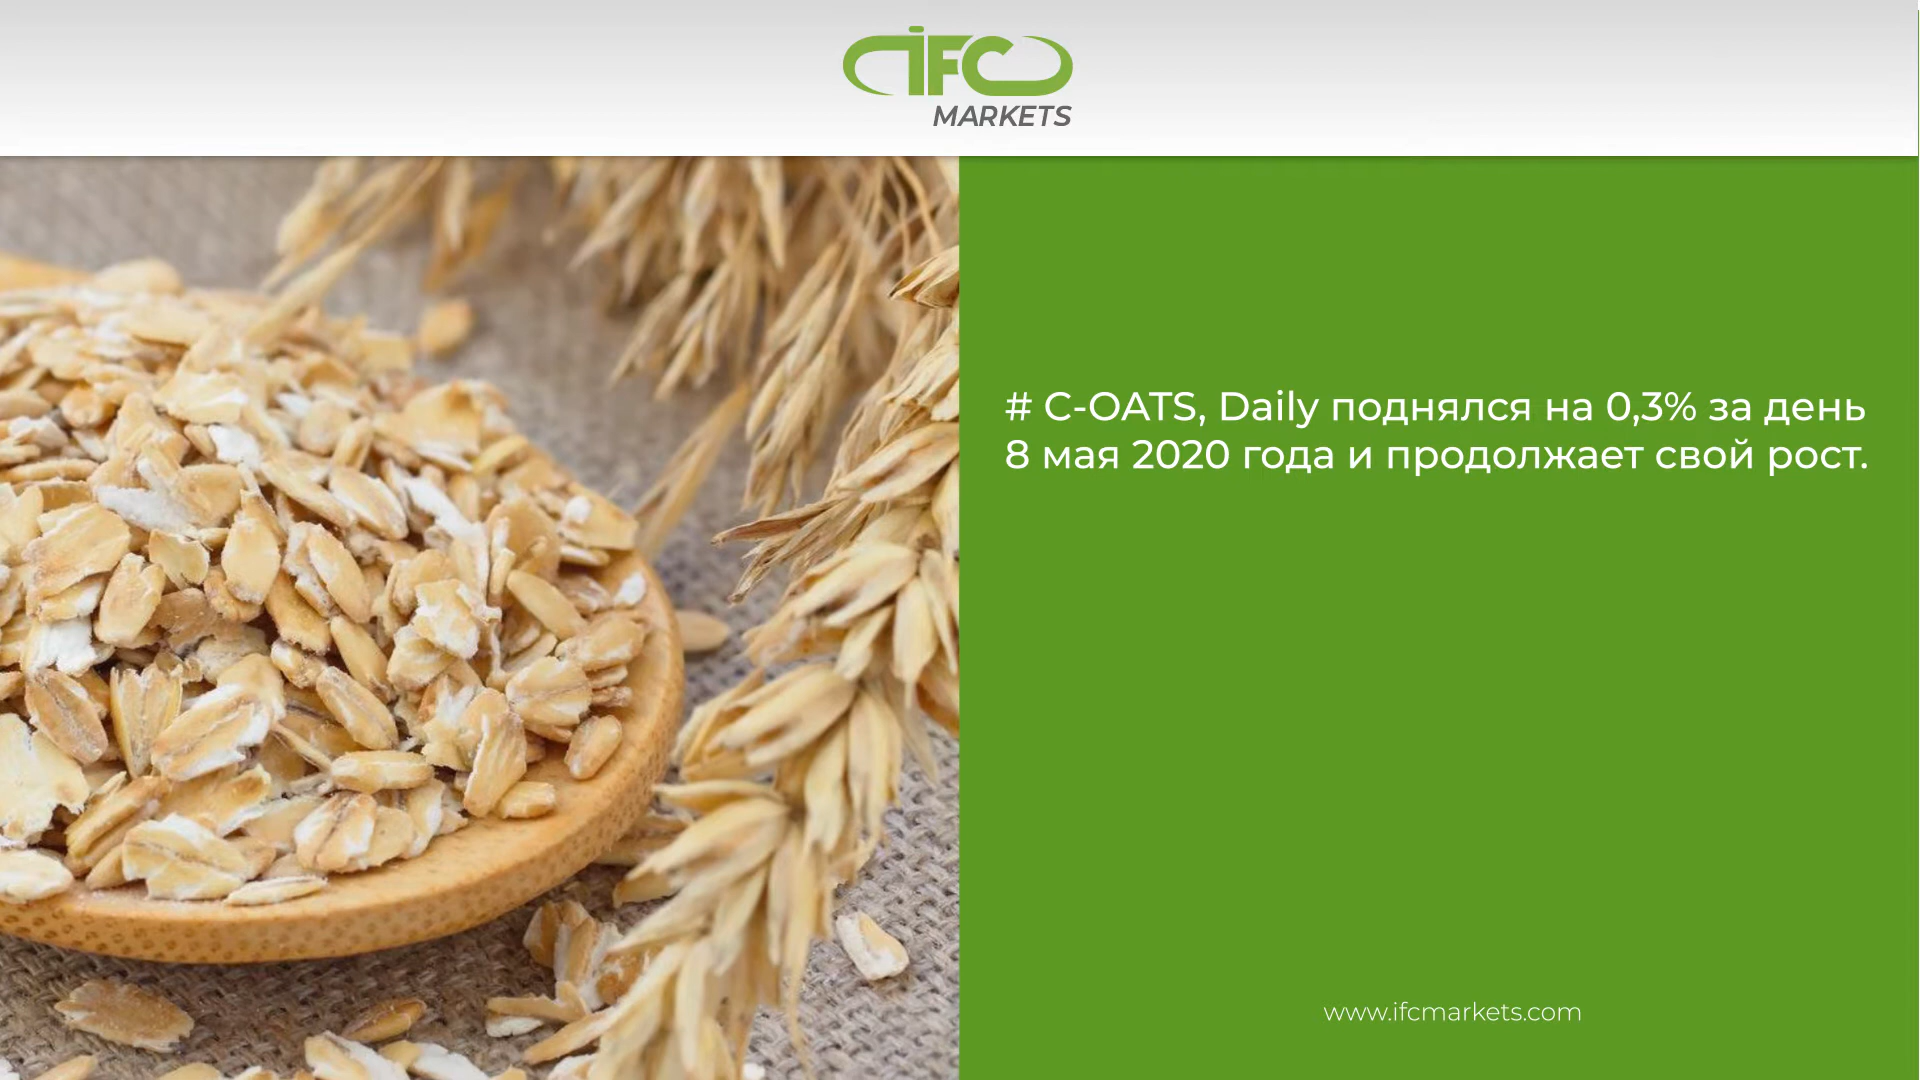 IFC
MARKETS
# C-OATS, Daily поднялся на 0,3% за день
8 мая 2020 года и продолжает свой рост.
www.ifcmarkets.com